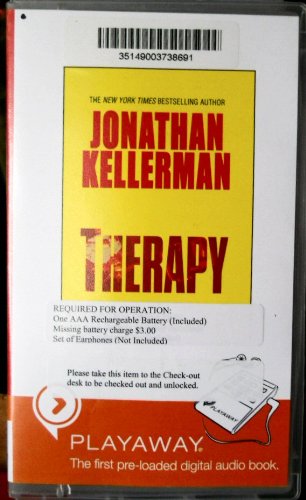 35149003738691
THE NEW YORK TIMES BESTSELLING AUTHOR
JONATHAN
KELLERMAN
THERAPY
REQUIRED FOR OPERATION:
One AAA Rechargeable Battery (Included)
Missing battery charge $3.00
Set of Earphones (Not Included)
Please take this item to the Check-out
desk to be checked out and unlocked.
PLAYAWAY®
The first pre-loaded digital audio book.